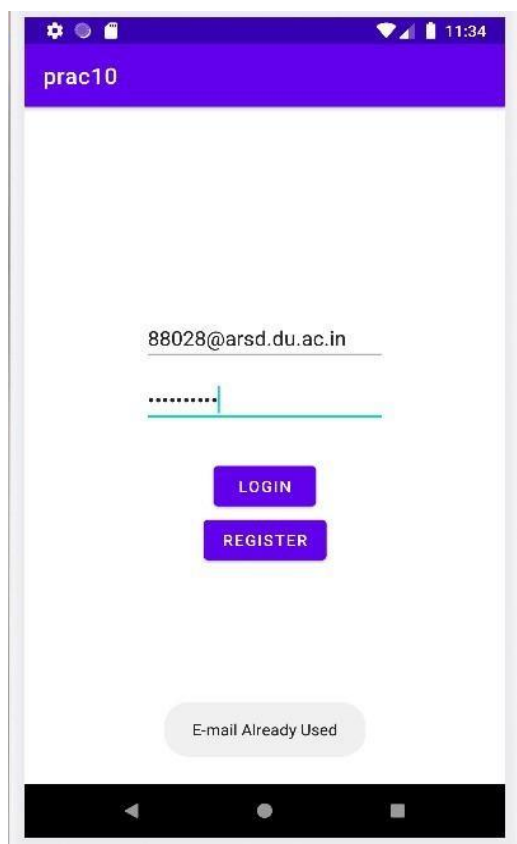 11:34
prac10
88028@arsd.du.ac.in
••••••••••
LOGIN
REGISTER
E-mail Already Used